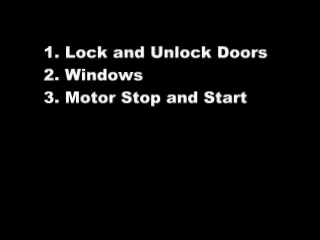 1. Lock and Unlock Doors
2. Windows
3. Motor Stop and Start